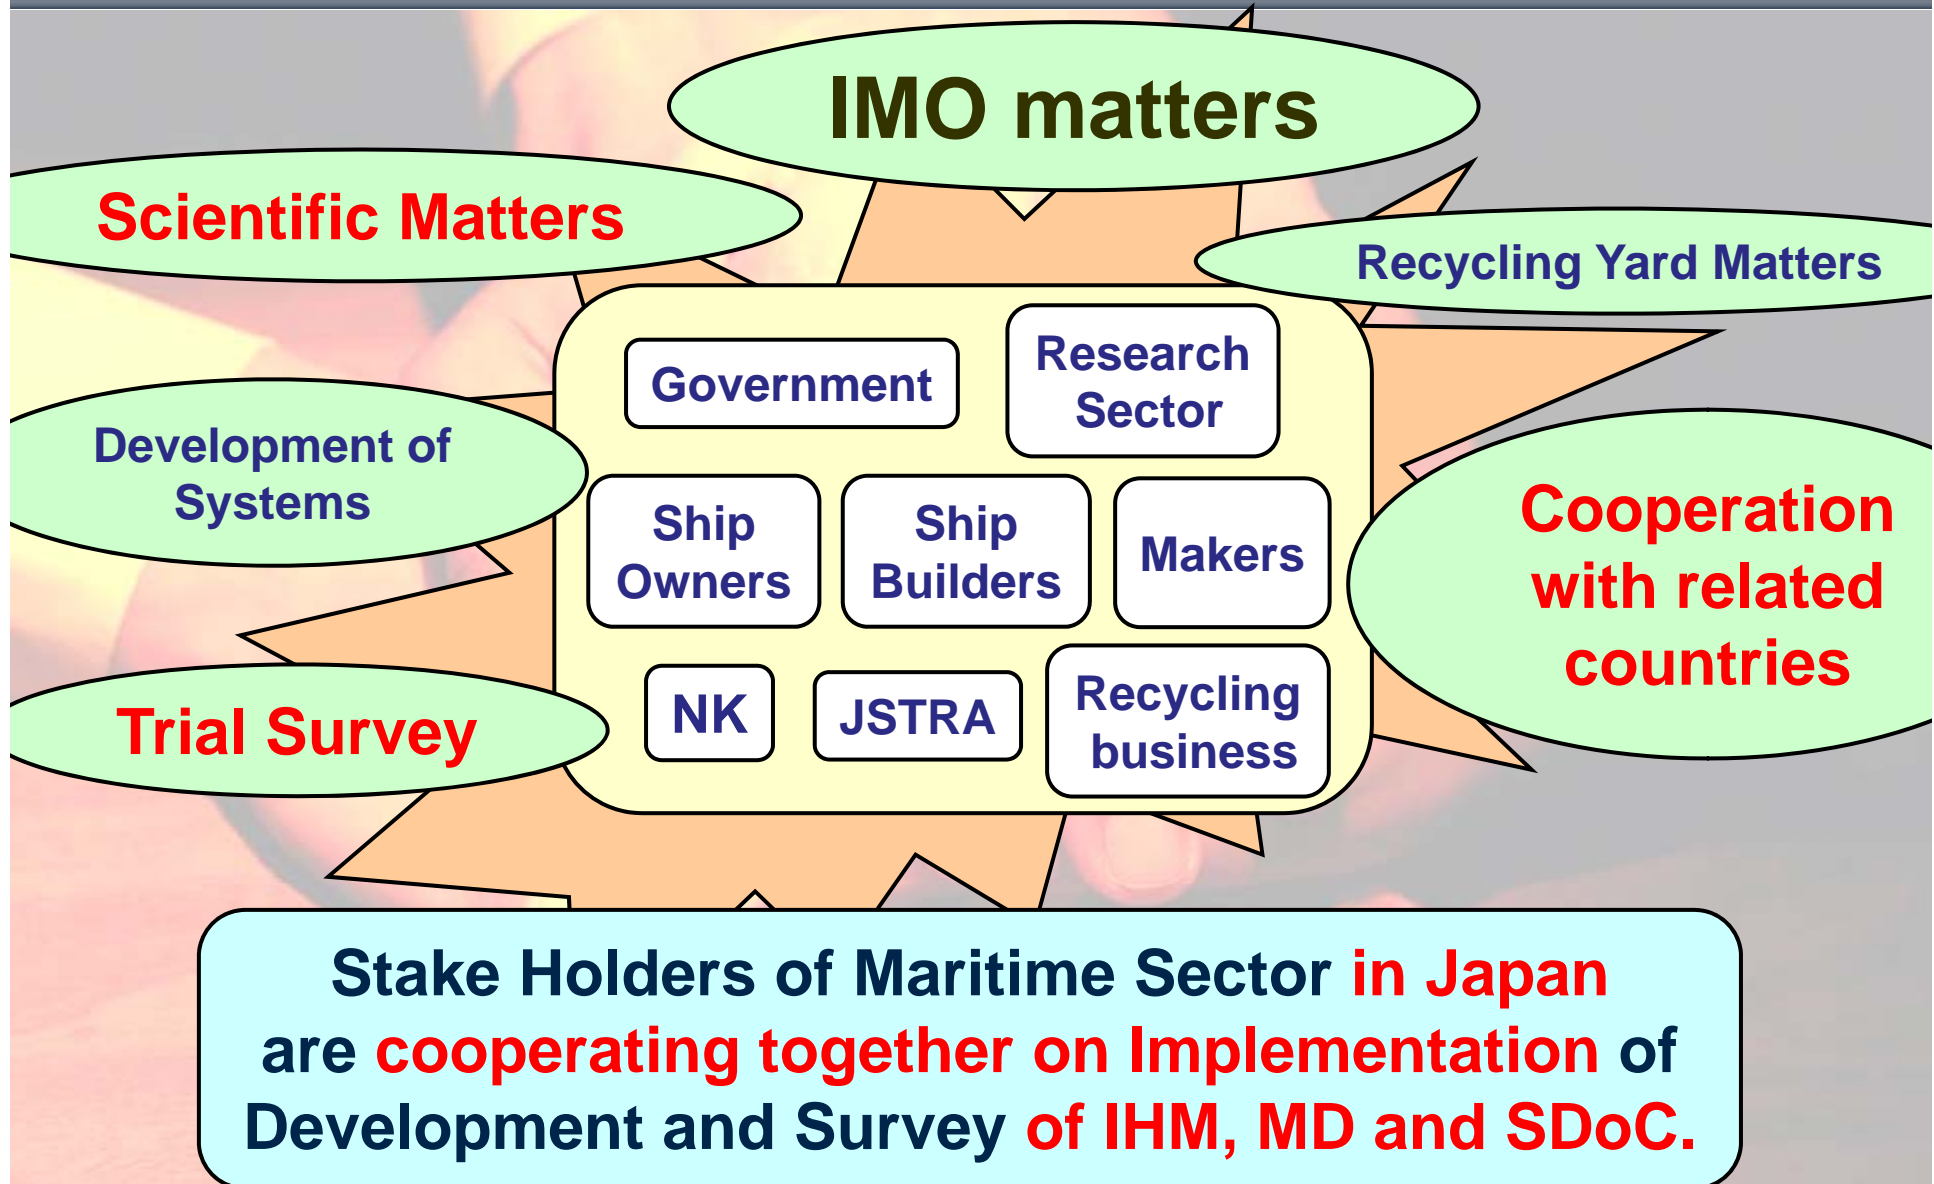 IMO matters
Scientific Matters
Recycling Yard Matters
Government
Research
Sector
Development of
Systems
Ship
Owners
Ship
Builders
Makers
Cooperation
with related
countries
Trial Survey
NK
JSTRA
Recycling
business
Stake Holders of Maritime Sector in Japan
are cooperating together on Implementation of
Development and Survey of IHM, MD and SDoC.